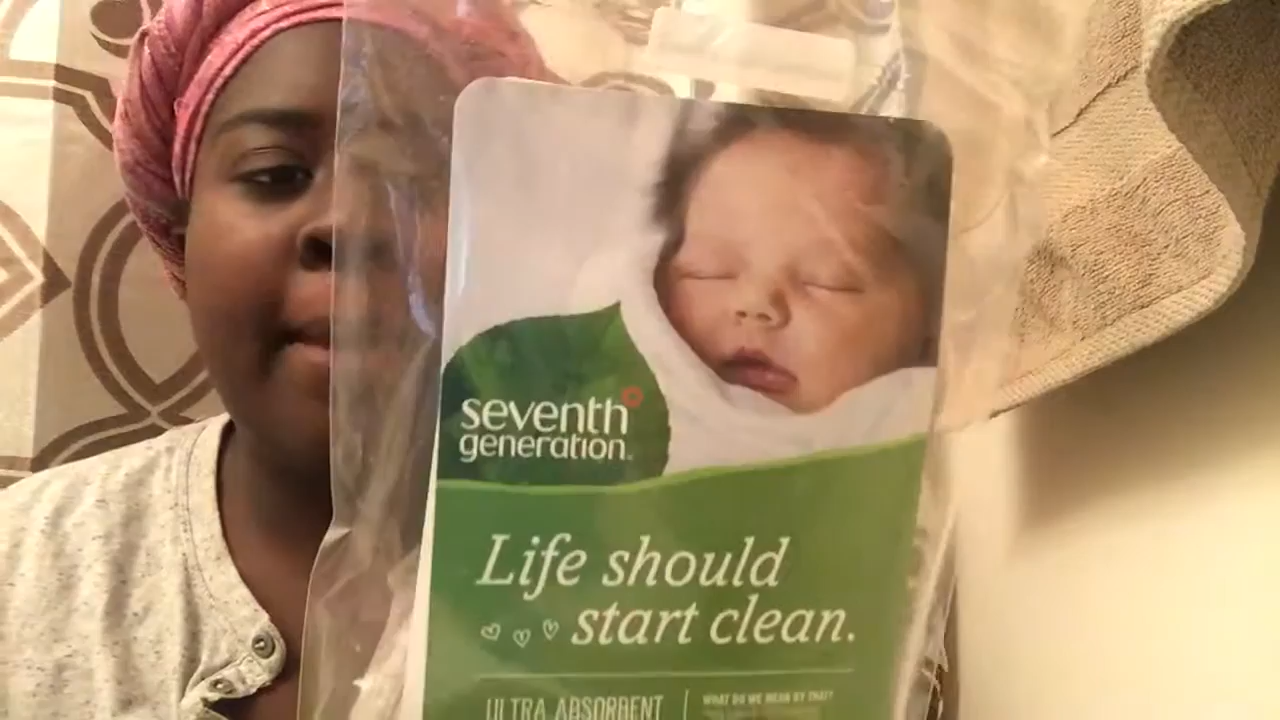 seventh
generation.
Life should
start clean.
ULTRA ABSORBENT
WHAT DO WE MEAN BY THAT?